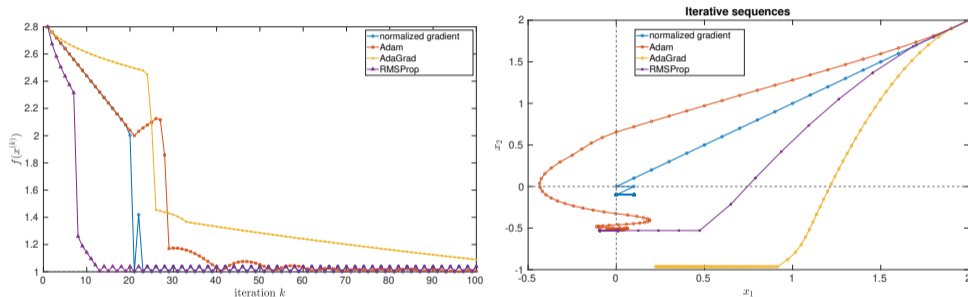 2.8
2.6
2.4
2.2
2
1.8
1.6
1.4
1.2
1
f(x^{(k)})
0 10 20 30 40 50 60 70 80 90 100
iteration k
normalized gradient
Adam
AdaGrad
RMSProp
Iterative sequences
2
1.5
1
0.5
0
-0.5
-1
x_2
-0.5 0 0.5 1 1.5 2
x_1
normalized gradient
Adam
AdaGrad
RMSProp